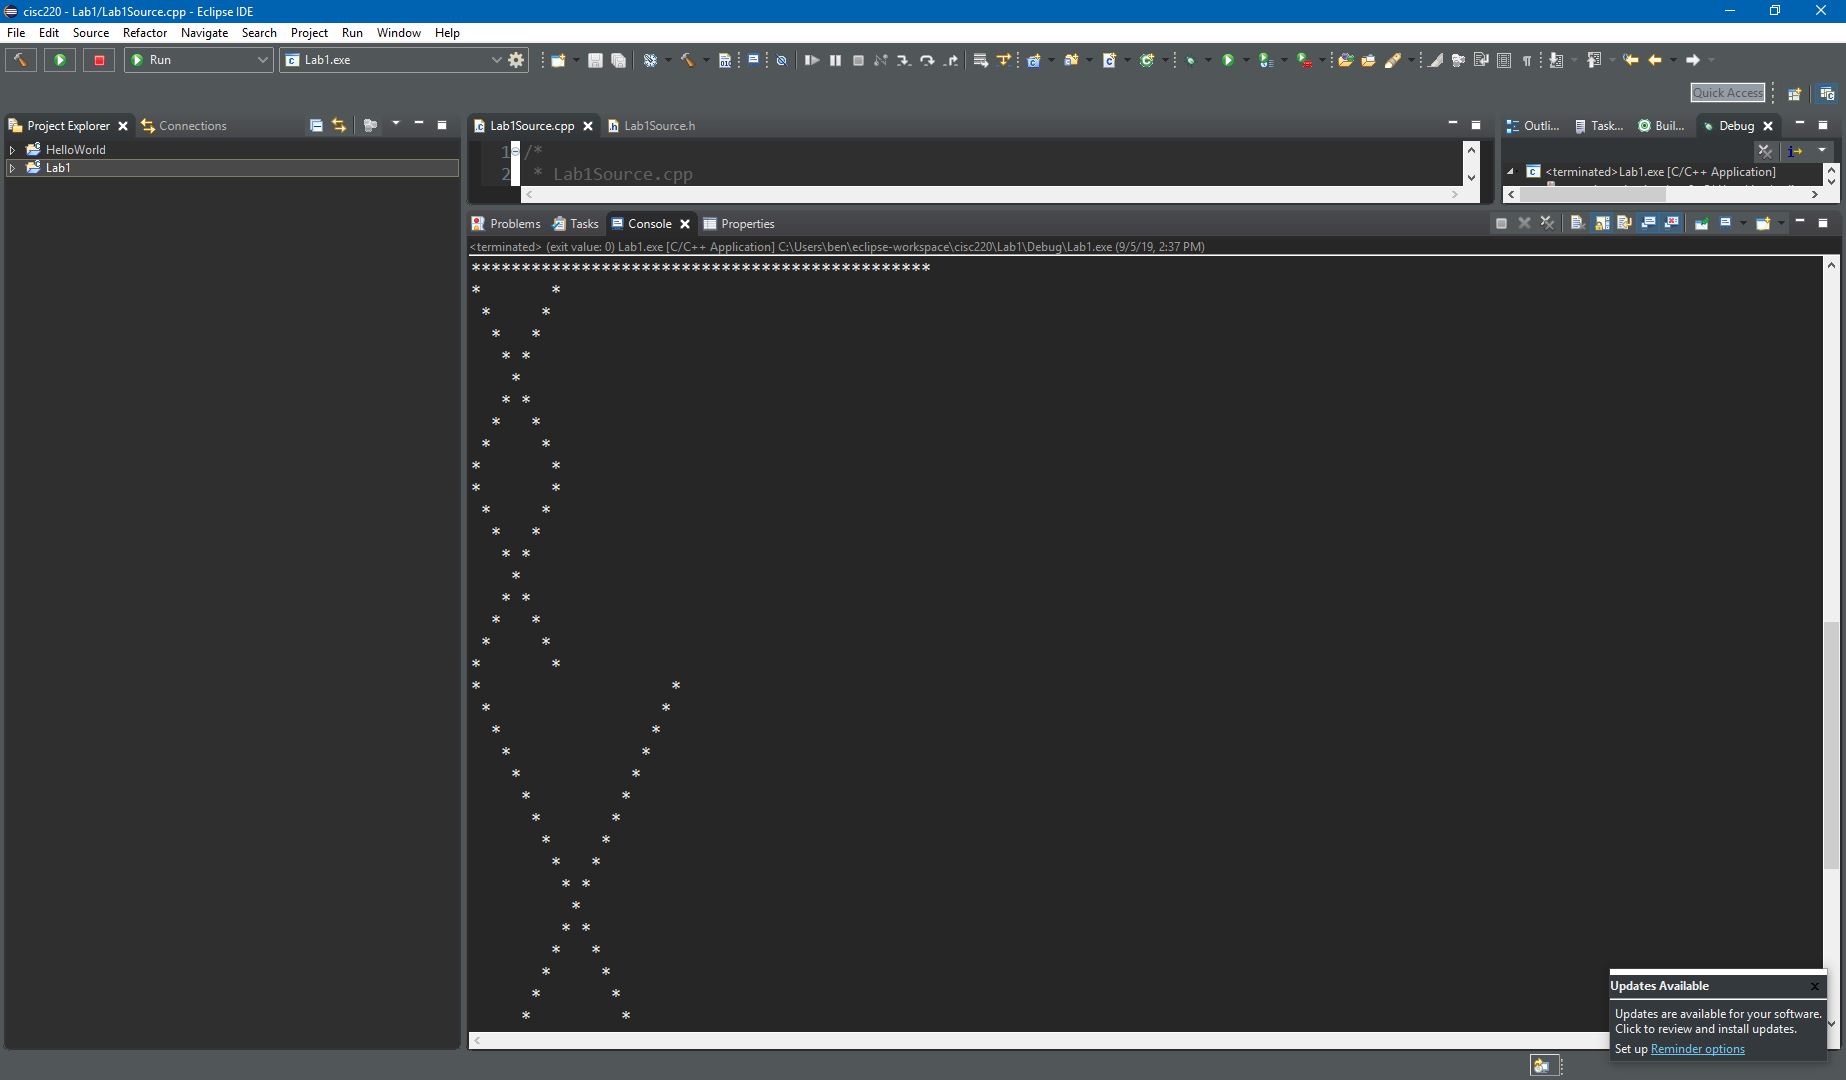 cisc220 - Lab1/Lab1Source.cpp - Eclipse IDE
File Edit Source Refactor Navigate Search Project Run Window Help
Run Lab1.exe
Quick Access
Project Explorer Connections
HelloWorld
Lab1
Lab1Source.cpp Lab1Source.h
1 /*
2  * Lab1Source.cpp
Outli... Task... Buil... Debug
<terminated>Lab1.exe [C/C++ Application]
Problems Tasks Console Properties
<terminated> (exit value: 0) Lab1.exe [C/C++ Application] C:\Users\ben\eclipse-workspace\cisc220\Lab1\Debug\Lab1.exe (9/5/19, 2:37 PM)
**********************************************
*       *
 *     *
  *   *
   * *
    *
   * *
  *   *
 *     *
*       *
*       *
 *     *
  *   *
   * *
    *
   * *
  *   *
 *     *
*       *
*                   *
 *                 *
  *               *
   *             *
    *           *
     *         *
      *       *
       *     *
        *   *
         * *
          *
         * *
        *   *
       *     *
      *       *
     *         *
Updates Available
Updates are available for your software.
Click to review and install updates.
Set up Reminder options